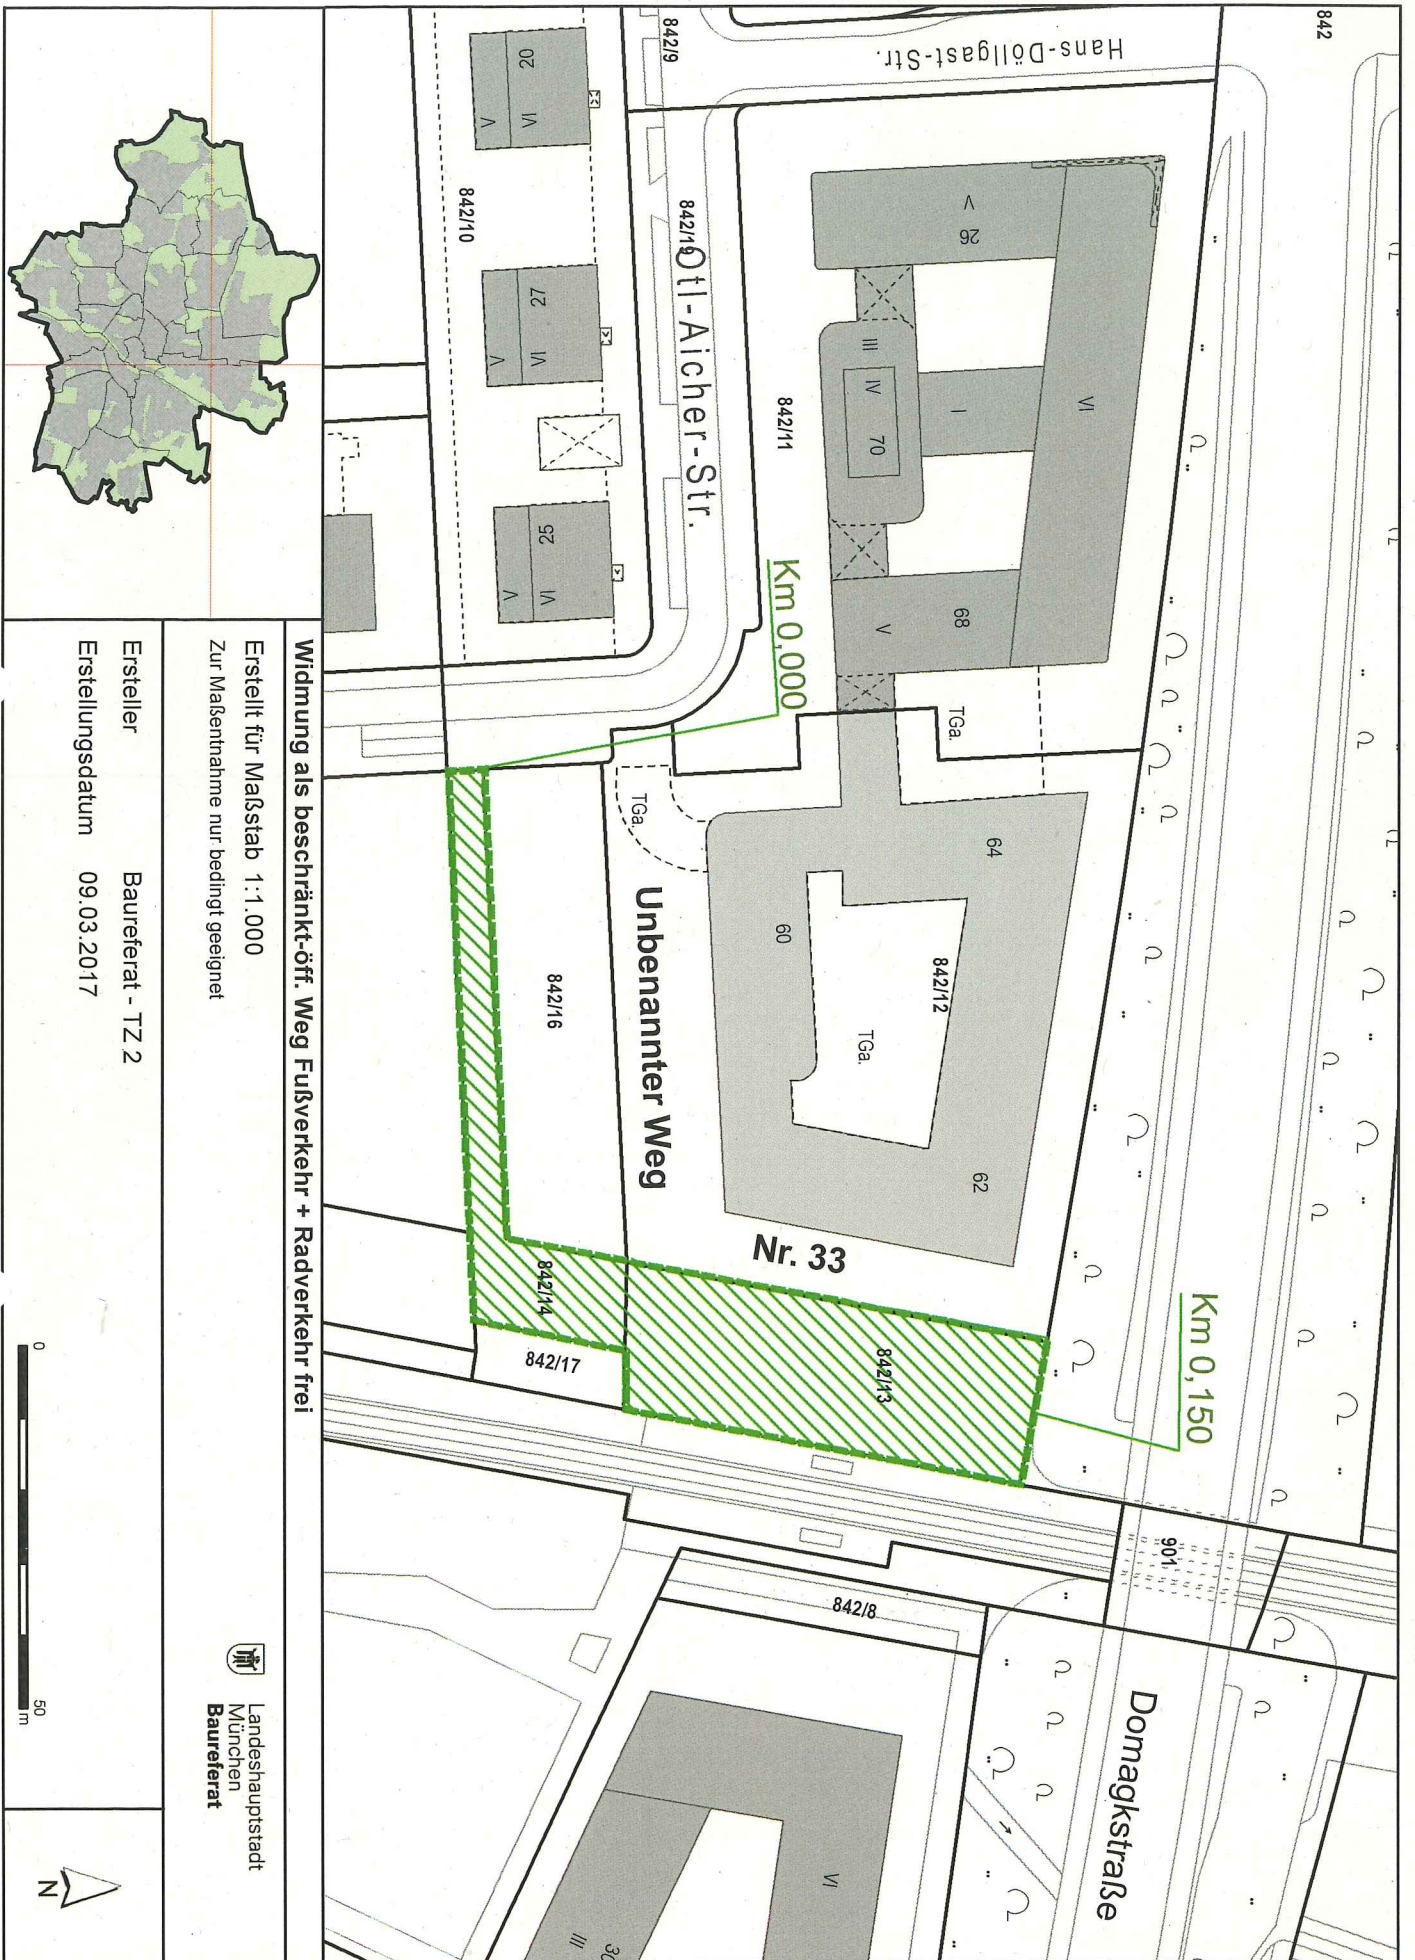 842
Hans-Döllgast-Str.
842/9
20
VI
V
842/10
842/19
Otl-Aicher-Str.
V
26
VI
III
IV
70
I
842/11
27
VI
V
25
VI
V
68
V
Km 0,000
TGa.
TGa.
64
60
842/12
TGa.
62
Unbenannter Weg
Nr. 33
842/16
842/14
842/13
842/17
Km 0,150
901
842/8
Domagkstraße
VI
III
Widmung als beschränkt-öff. Weg Fußverkehr + Radverkehr frei
Erstellt für Maßstab 1:1.000
Zur Maßentnahme nur bedingt geeignet
Landeshauptstadt
München
Baureferat
Ersteller Baureferat - TZ 2
Erstellungsdatum 09.03.2017
0
50
m
N